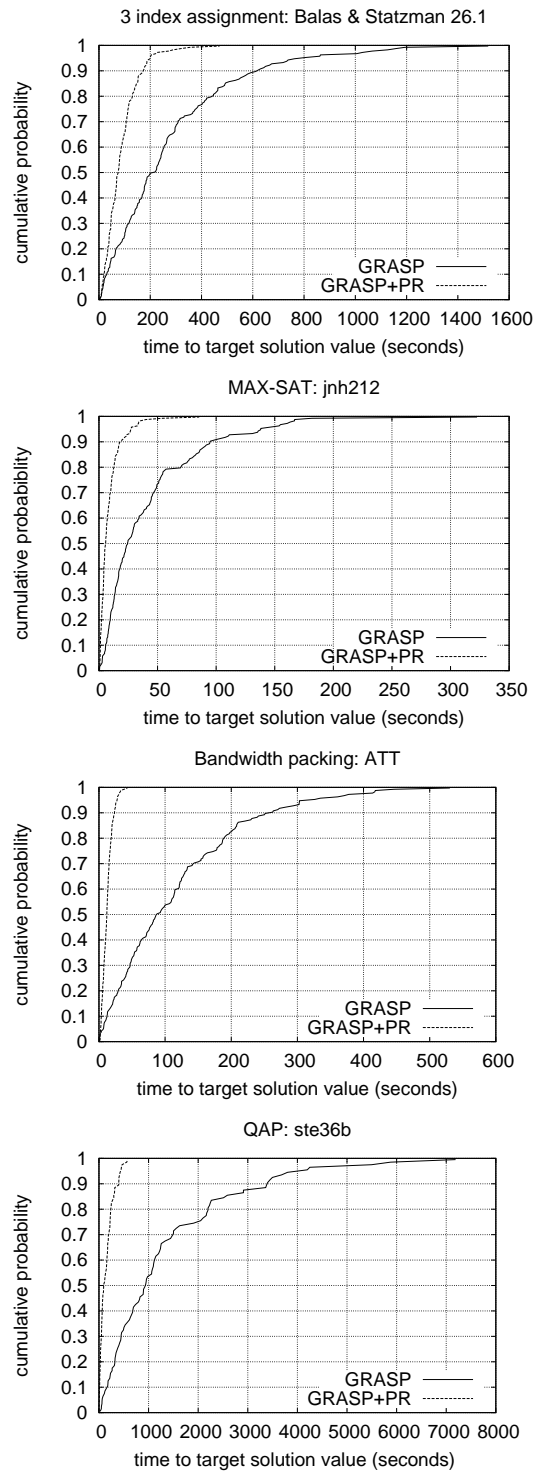 3 index assignment: Balas & Statzman 26.1
1
0.9
0.8
0.7
0.6
0.5
0.4
0.3
0.2
0.1
0
cumulative probability
GRASP
GRASP+PR
0 200 400 600 800 1000 1200 1400 1600
time to target solution value (seconds)
MAX-SAT: jnh212
1
0.9
0.8
0.7
0.6
0.5
0.4
0.3
0.2
0.1
0
cumulative probabiblity
GRASP
GRASP+PR
0 50 100 150 200 250 300 350
time to target solution value (seconds)
Bandwidth packing: ATT
1
0.9
0.8
0.7
0.6
0.5
0.4
0.3
0.2
0.1
0
cumulative probability
GRASP
GRASP+PR
0 100 200 300 400 500 600
time to target solution value (seconds)
QAP: ste36b
1
0.9
0.8
0.7
0.6
0.5
0.4
0.3
0.2
0.1
0
cumulative probability
GRASP
GRASP+PR
0 1000 2000 3000 4000 5000 6000 7000 8000
time to target solution value (seconds)